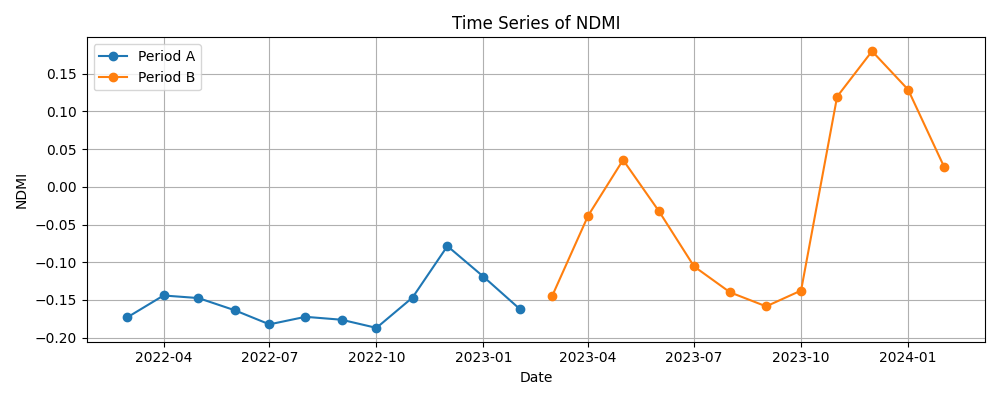 Time Series of NDMI
Period A
Period B
NDMI
0.15
0.10
0.05
0.00
−0.05
−0.10
−0.15
−0.20
2022-04 2022-07 2022-10 2023-01 2023-04 2023-07 2023-10 2024-01
Date